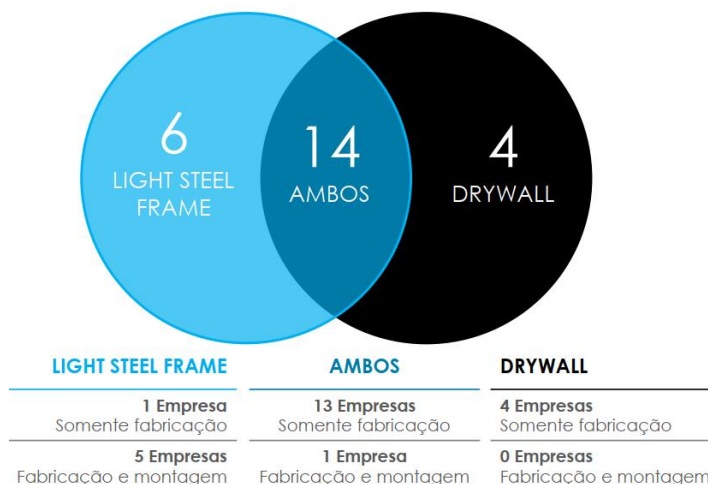 6
LIGHT STEEL
FRAME
14
AMBOS
4
DRYWALL
LIGHT STEEL FRAME
1 Empresa
Somente fabricação
5 Empresas
Fabricação e montagem
AMBOS
13 Empresas
Somente fabricação
1 Empresa
Fabricação e montagem
DRYWALL
4 Empresas
Somente fabricação
0 Empresas
Fabricação e montagem